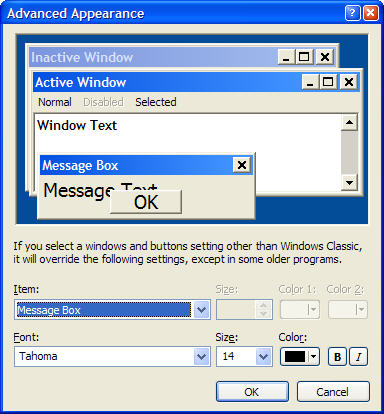 Advanced Appearance
Inactive Window
Active Window
Normal Disabled Selected
Window Text
Message Box
Message Text
OK
If you select a windows and buttons setting other than Windows Classic,
it will override the following settings, except in some older programs.
Item: Size: Color 1: Color 2:
Message Box
Font: Size: Color:
Tahoma 14 B I
OK Cancel